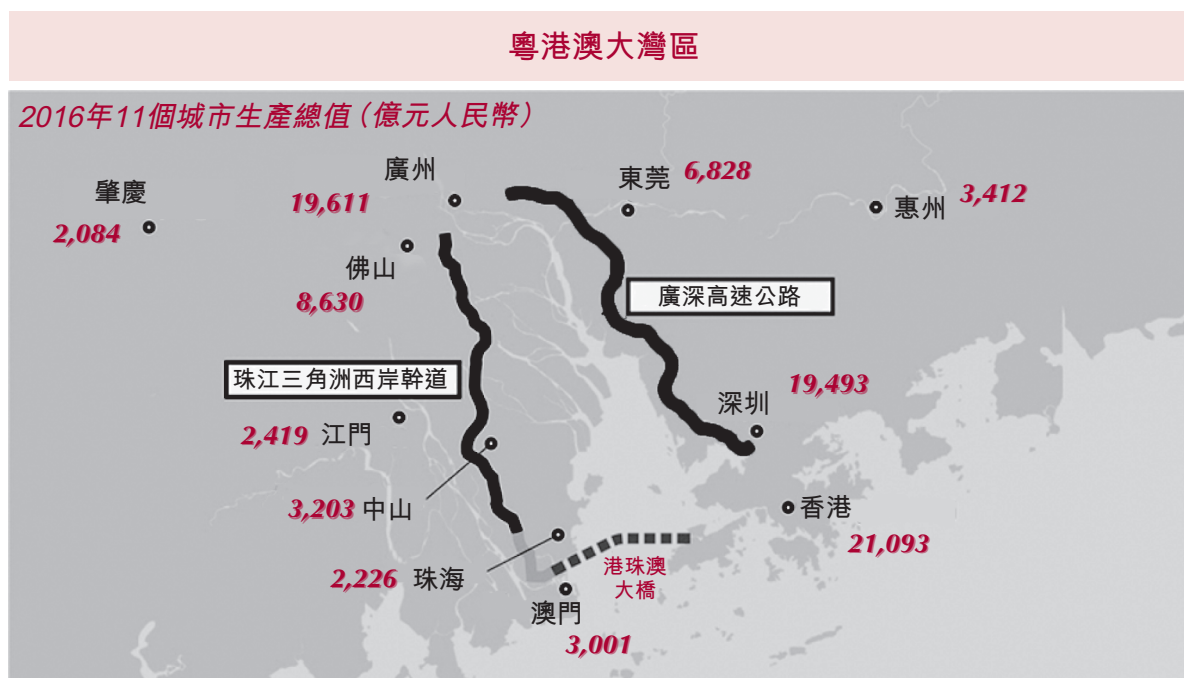 粵港澳大灣區
2016年11個城市生產總值（億元人民幣）
肇慶
2,084
廣州
19,611
佛山
8,630
東莞 6,828
惠州 3,412
廣深高速公路
珠江三角洲西岸幹道
深圳 19,493
2,419 江門
3,203 中山
香港
21,093
2,226 珠海
港珠澳
大橋
澳門
3,001